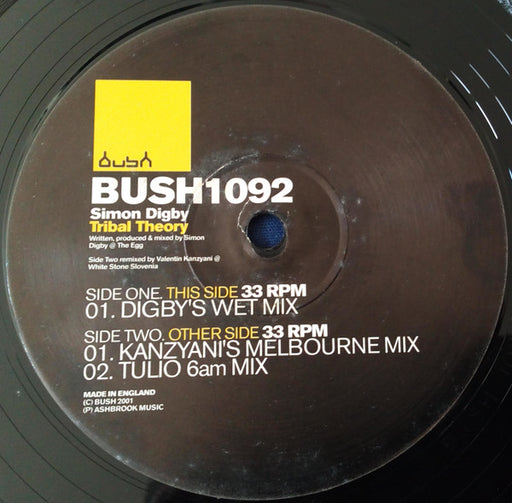 bush
BUSH1092
Simon Digby
Tribal Theory
Written, produced & mixed by Simon
Digby @ The Egg
Side Two remixed by Valentin Kanzyani @
White Stone Slovenia
SIDE ONE. THIS SIDE 33 RPM
01. DIGBY'S WET MIX
SIDE TWO. OTHER SIDE 33 RPM
01. KANZYANI'S MELBOURNE MIX
02. TULIO 6am MIX
MADE IN ENGLAND
(C) BUSH 2001
(P) ASHBROOK MUSIC